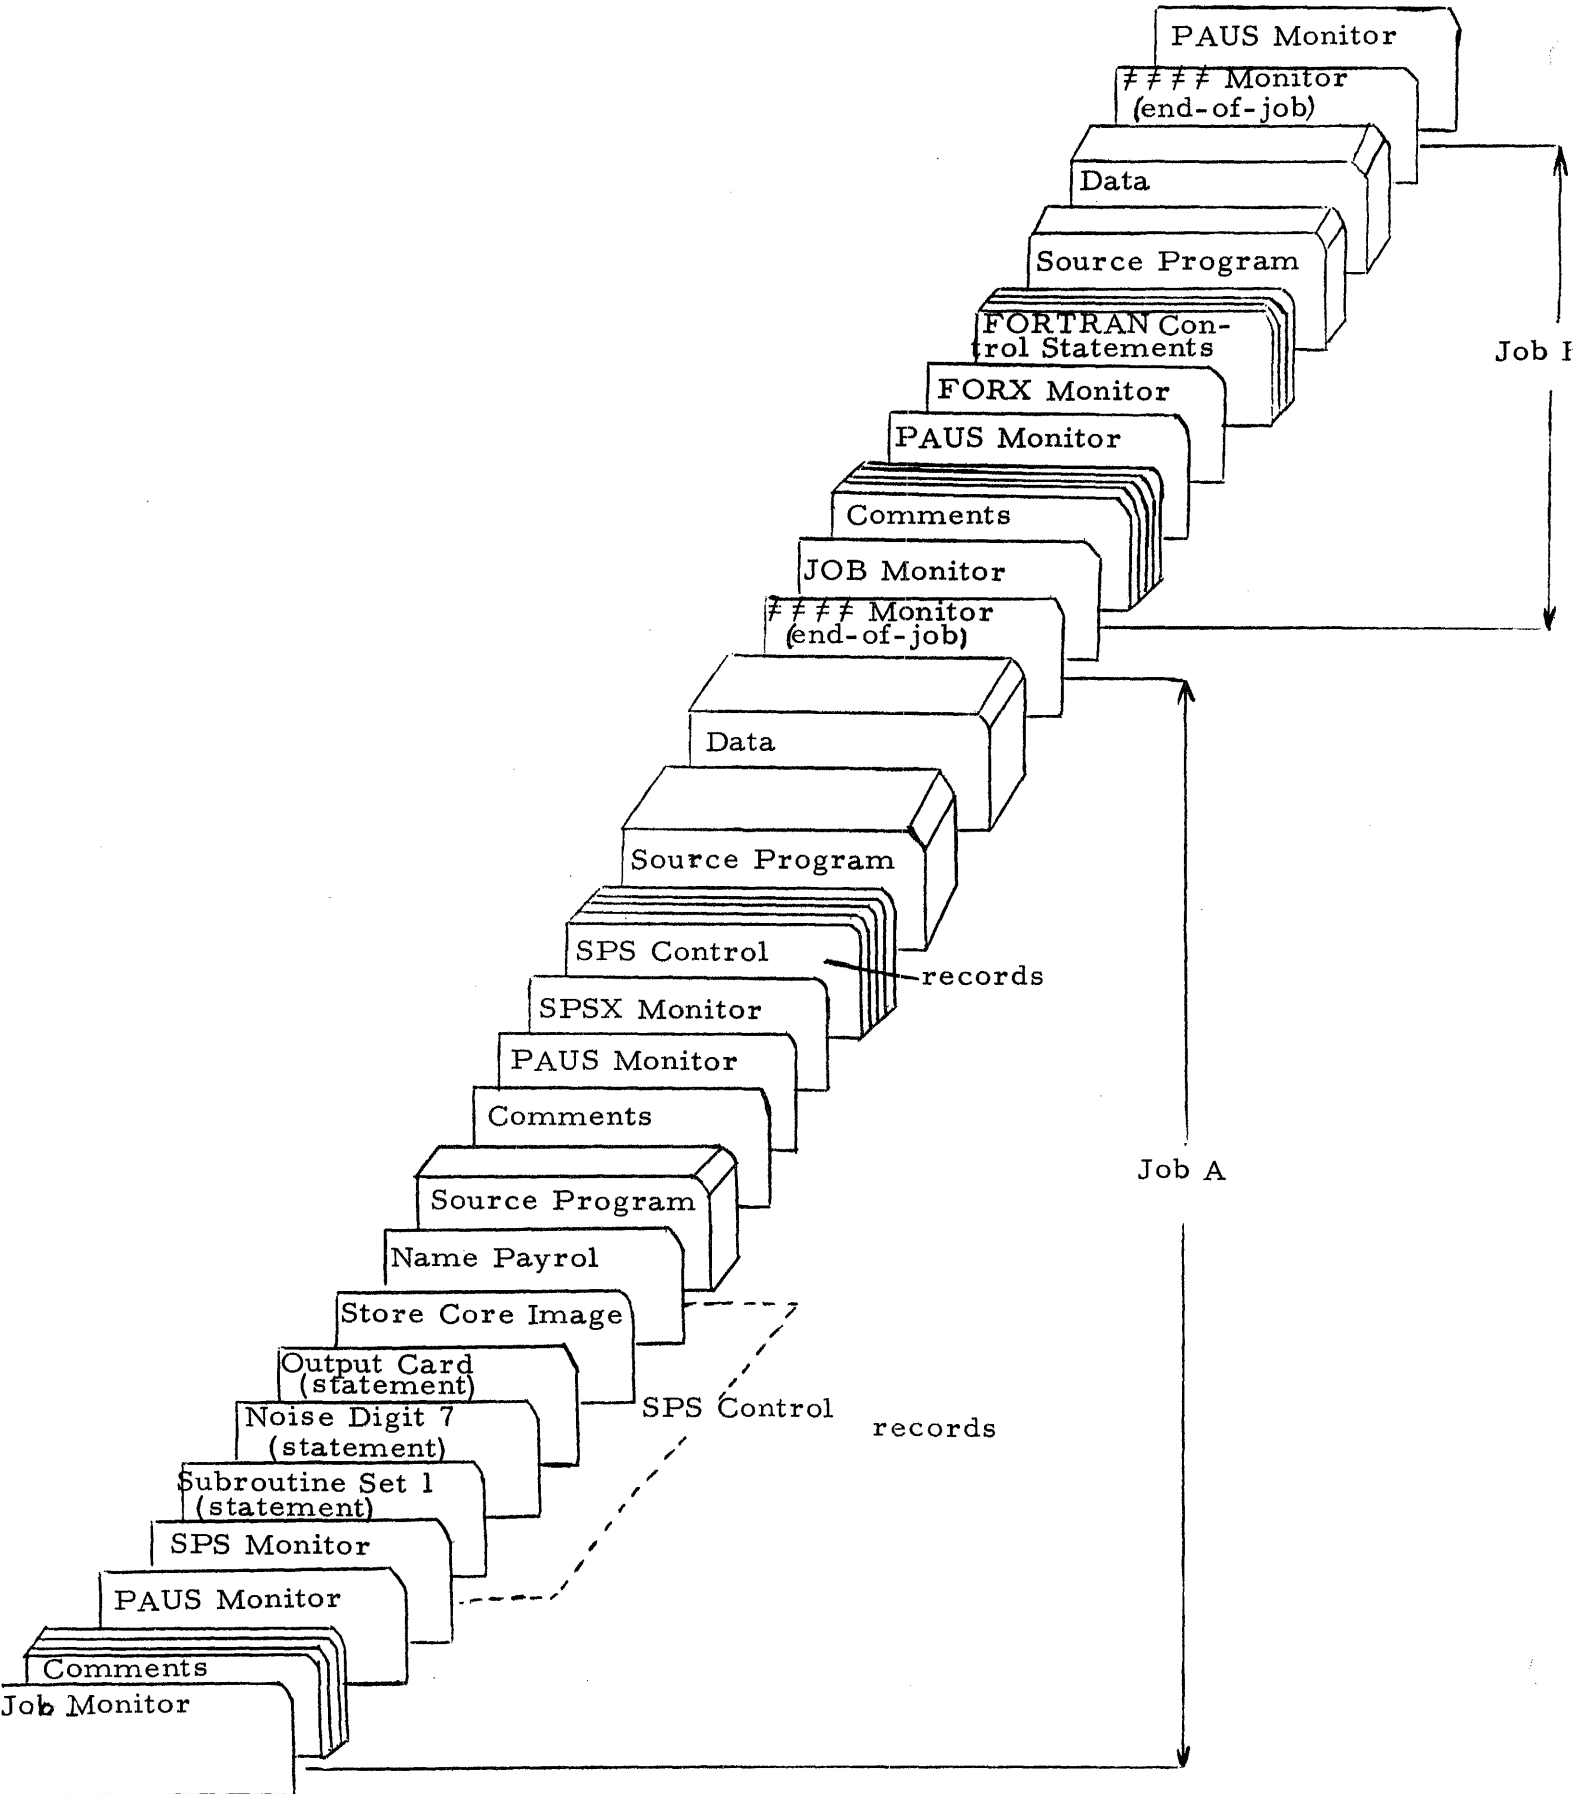 PAUS Monitor
≠ ≠ ≠ ≠ Monitor
(end-of-job)
Data
Source Program
FORTRAN Con-
trol Statements
Job
FORX Monitor
PAUS Monitor
Comments
JOB Monitor
≠ ≠ ≠ ≠ Monitor
(end-of-job)
Data
Source Program
SPS Control
records
SPSX Monitor
PAUS Monitor
Comments
Job A
Source Program
Name Payrol
Store Core Image
Output Card
(statement)
SPS Control
records
Noise Digit 7
(statement)
Subroutine Set 1
(statement)
SPS Monitor
PAUS Monitor
Comments
Job Monitor